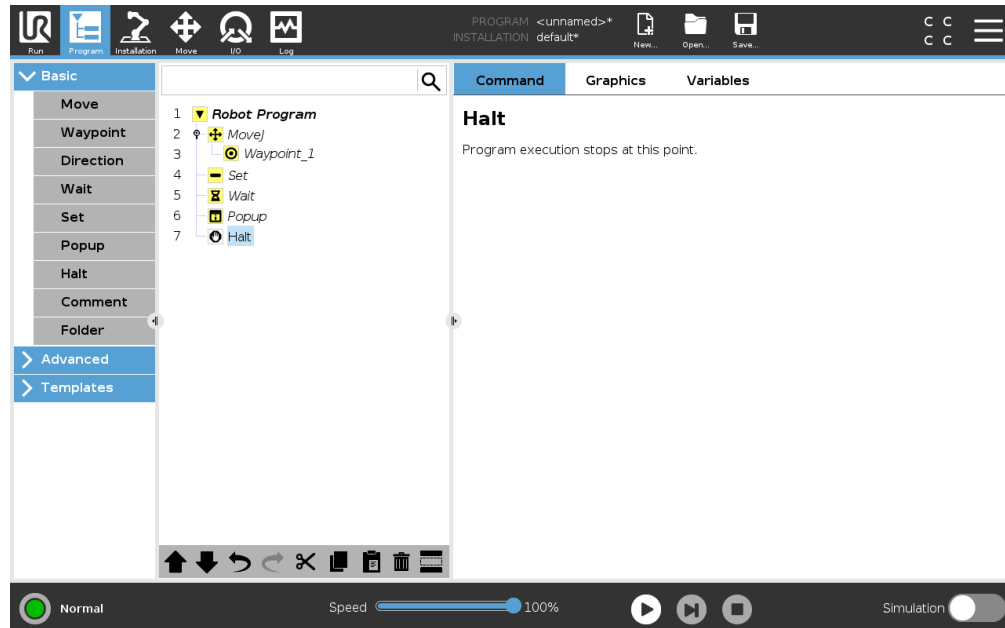 PROGRAM <unnamed>*
INSTALLATION default*
UR
Run
Program
Installation
Move
I/O
Log
New...
Open...
Save...
C C
C C
Basic
Move
Waypoint
Direction
Wait
Set
Popup
Halt
Comment
Folder
Advanced
Templates
1 Robot Program
2 MoveJ
3 Waypoint_1
4 Set
5 Wait
6 Popup
7 Halt
Command Graphics Variables
Halt
Program execution stops at this point.
Normal
Speed 100%
Simulation